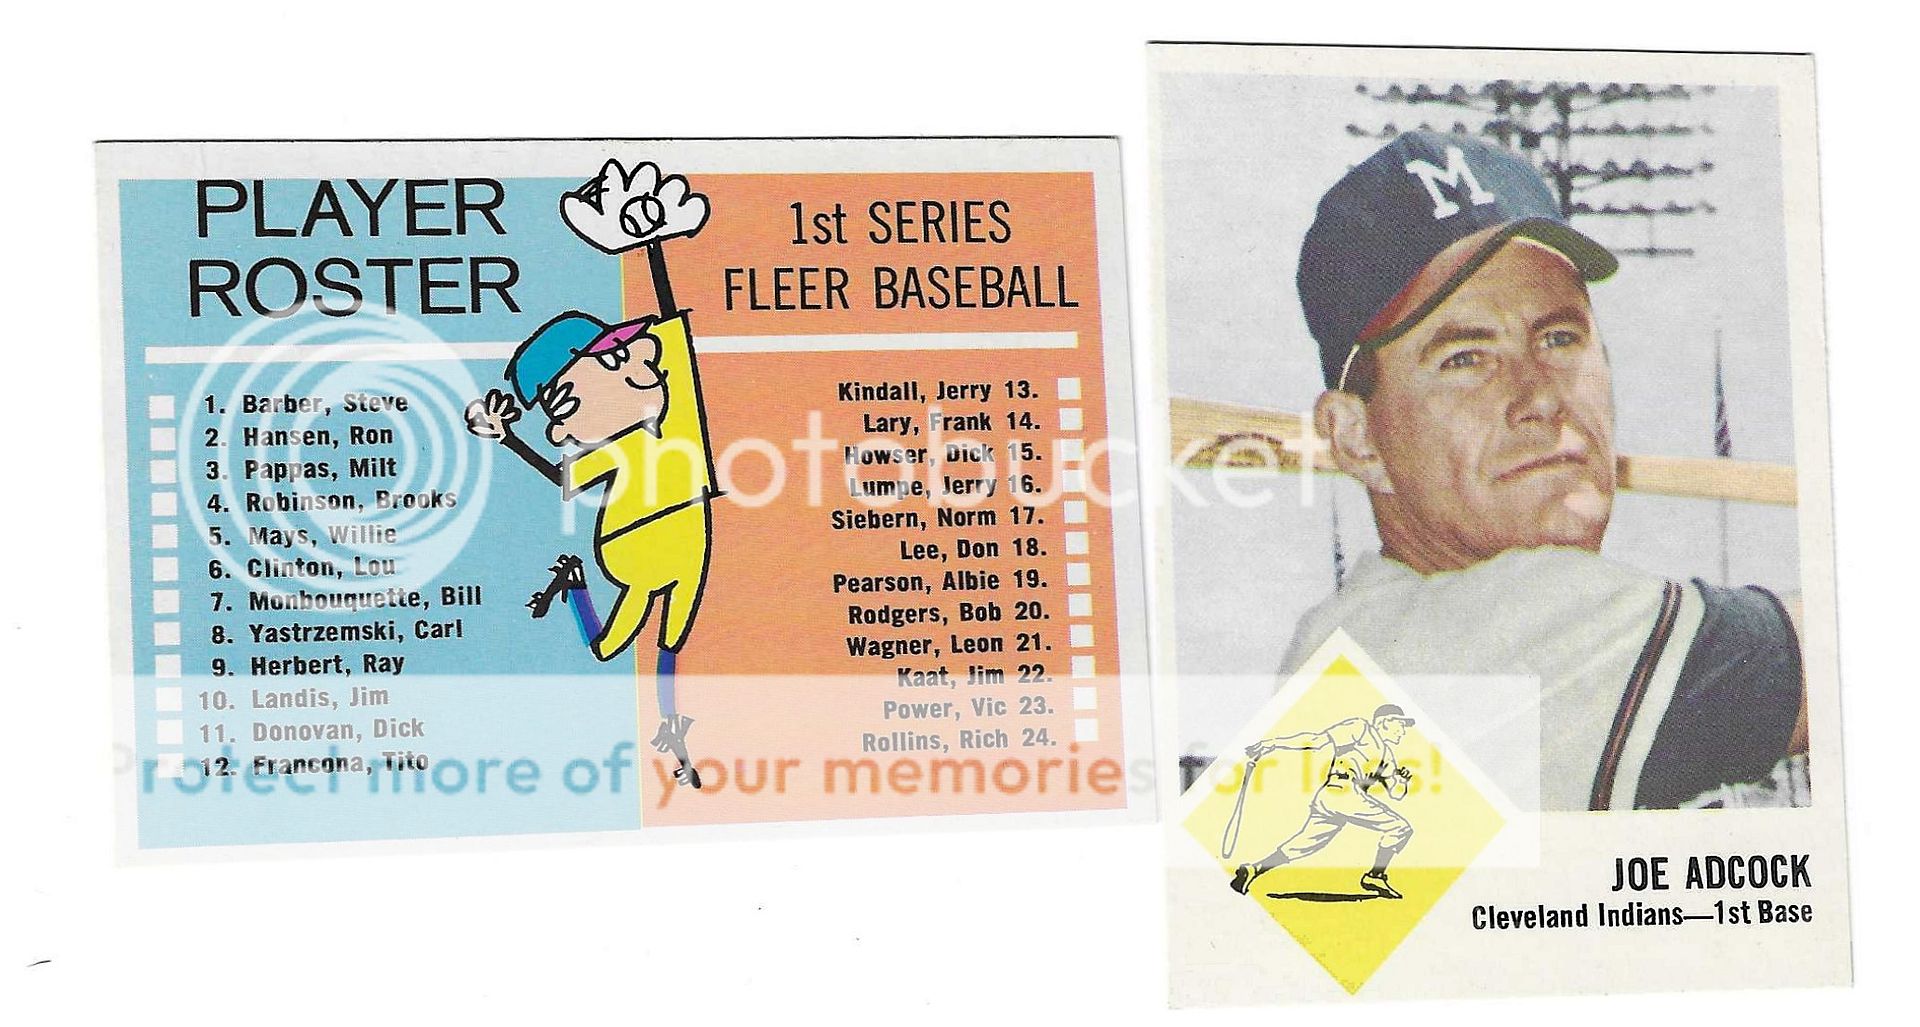 PLAYER
ROSTER
1. Barber, Steve
2. Hansen, Ron
3. Pappas, Milt
4. Robinson, Brooks
5. Mays, Willie
6. Clinton, Lou
7. Monbouquette, Bill
8. Yastrzemski, Carl
9. Herbert, Ray
10. Landis, Jim
11. Donovan, Dick
12. Francona, Tito
1st SERIES
FLEER BASEBALL
Kindall, Jerry 13.
Lary, Frank 14.
Howser, Dick 15.
Lumpe, Jerry 16.
Siebern, Norm 17.
Lee, Don 18.
Pearson, Albie 19.
Rodgers, Bob 20.
Wagner, Leon 21.
Kaat, Jim 22.
Power, Vic 23.
Rollins, Rich 24.
M
JOE ADCOCK
Cleveland Indians—1st Base
photobucket
Protect more of your memories for less!